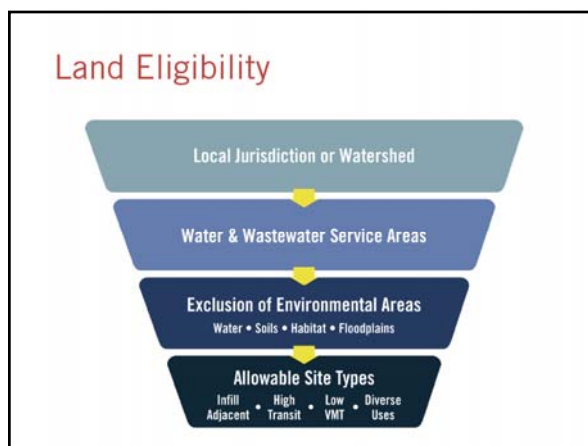 Land Eligibility
Local Jurisdiction or Watershed
Water & Wastewater Service Areas
Exclusion of Environmental Areas
Water • Soils • Habitat • Floodplains
Allowable Site Types
Infill • High • Low • Diverse
Adjacent Transit VMT Uses